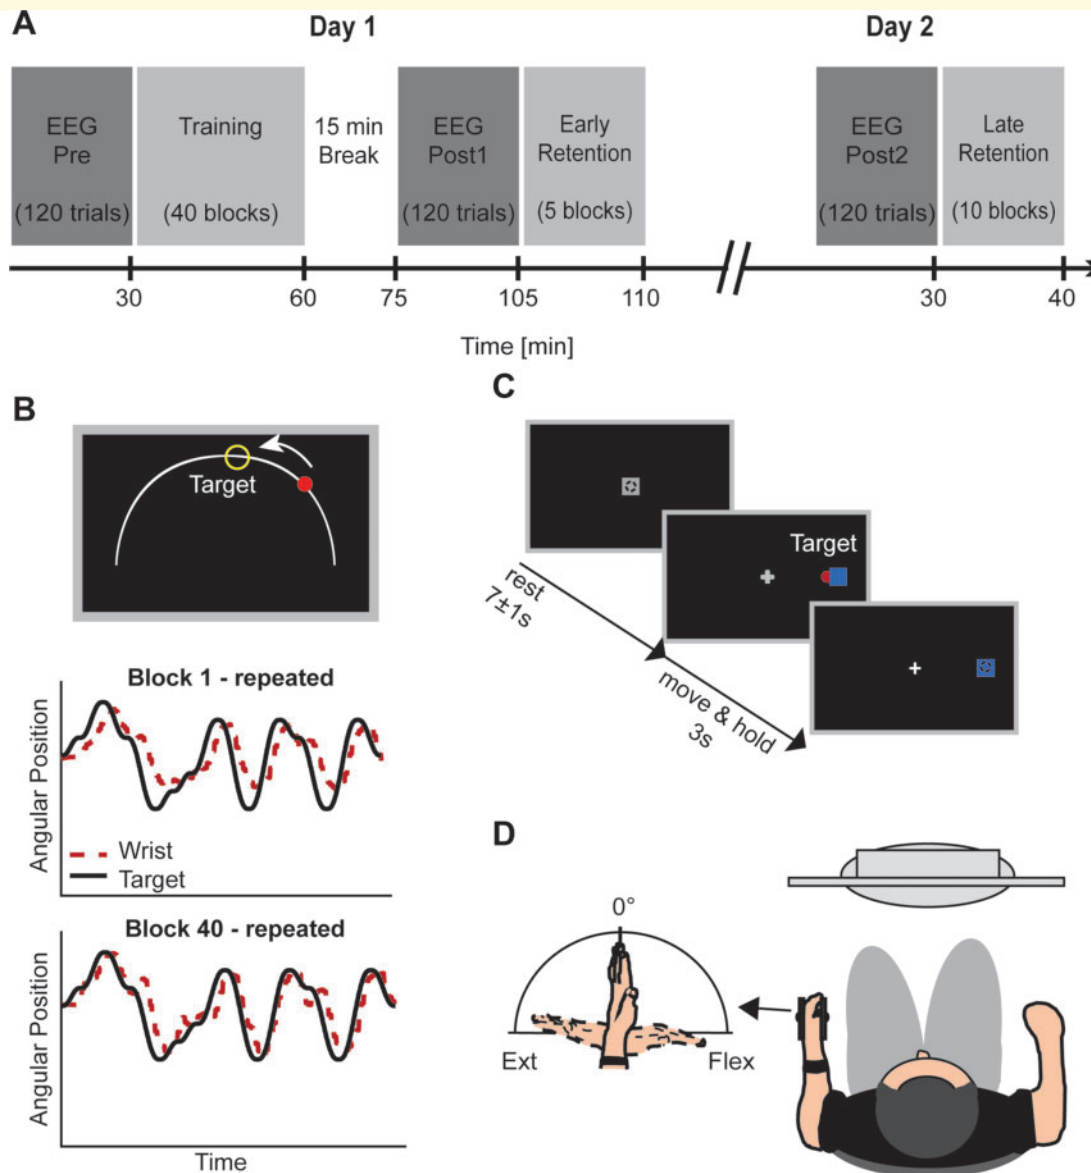 A
Day 1
Day 2
EEG
Pre
(120 trials)
Training
(40 blocks)
15 min
Break
EEG
Post1
(120 trials)
Early
Retention
(5 blocks)
EEG
Post2
(120 trials)
Late
Retention
(10 blocks)
30
60
75
105
110
30
40
Time [min]
B
Target
Block 1 - repeated
Angular Position
Wrist
Target
Block 40 - repeated
Angular Position
Time
C
Target
rest
7±1s
move & hold
3s
D
0°
Ext
Flex